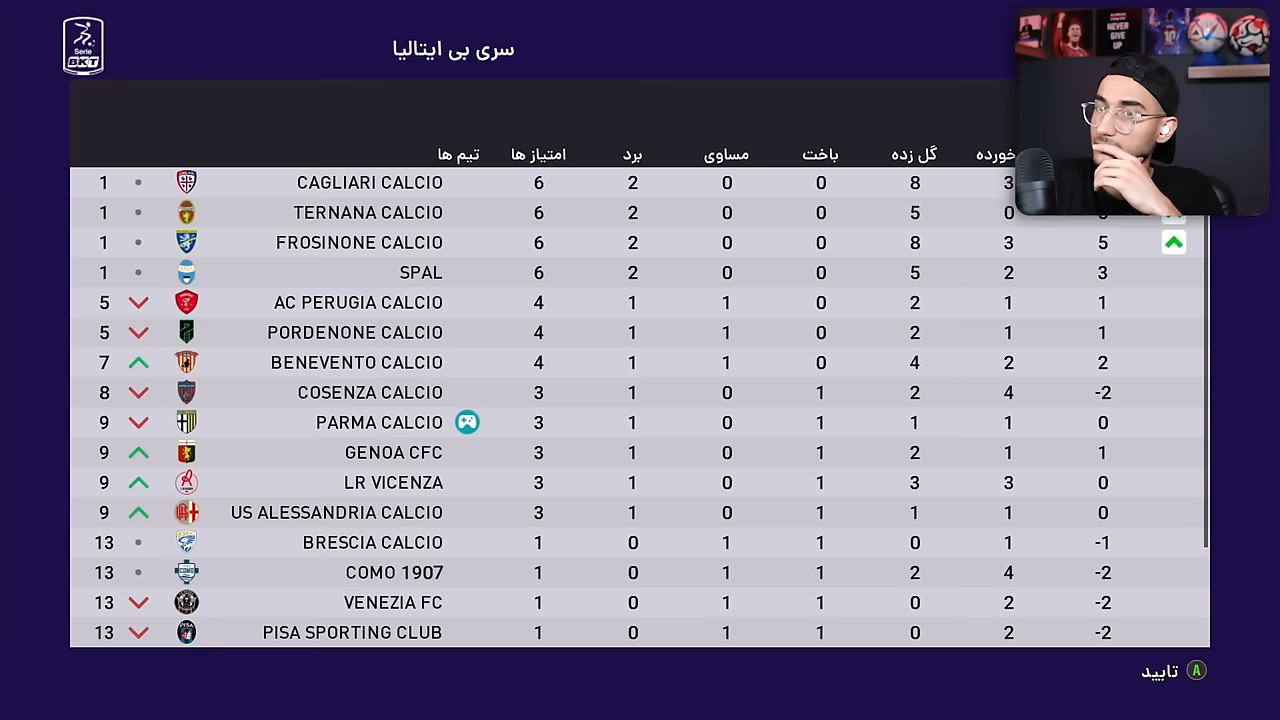 Serie
BKT
سری بی ایتالیا
NEVER
GIVE
UP
10
تیم ها امتیاز ها برد مساوی باخت گل زده خورده
1 CAGLIARI CALCIO 6 2 0 0 8 3
1 TERNANA CALCIO 6 2 0 0 5 0
1 FROSINONE CALCIO 6 2 0 0 8 3 5
1 SPAL 6 2 0 0 5 2 3
5 AC PERUGIA CALCIO 4 1 1 0 2 1 1
5 PORDENONE CALCIO 4 1 1 0 2 1 1
7 BENEVENTO CALCIO 4 1 1 0 4 2 2
8 COSENZA CALCIO 3 1 0 1 2 4 -2
9 PARMA CALCIO 3 1 0 1 1 1 0
9 GENOA CFC 3 1 0 1 2 1 1
9 LR VICENZA 3 1 0 1 3 3 0
9 US ALESSANDRIA CALCIO 3 1 0 1 1 1 0
13 BRESCIA CALCIO 1 0 1 1 0 1 -1
13 COMO 1907 1 0 1 1 2 4 -2
13 VENEZIA FC 1 0 1 1 0 2 -2
13 PISA SPORTING CLUB 1 0 1 1 0 2 -2
تایید A